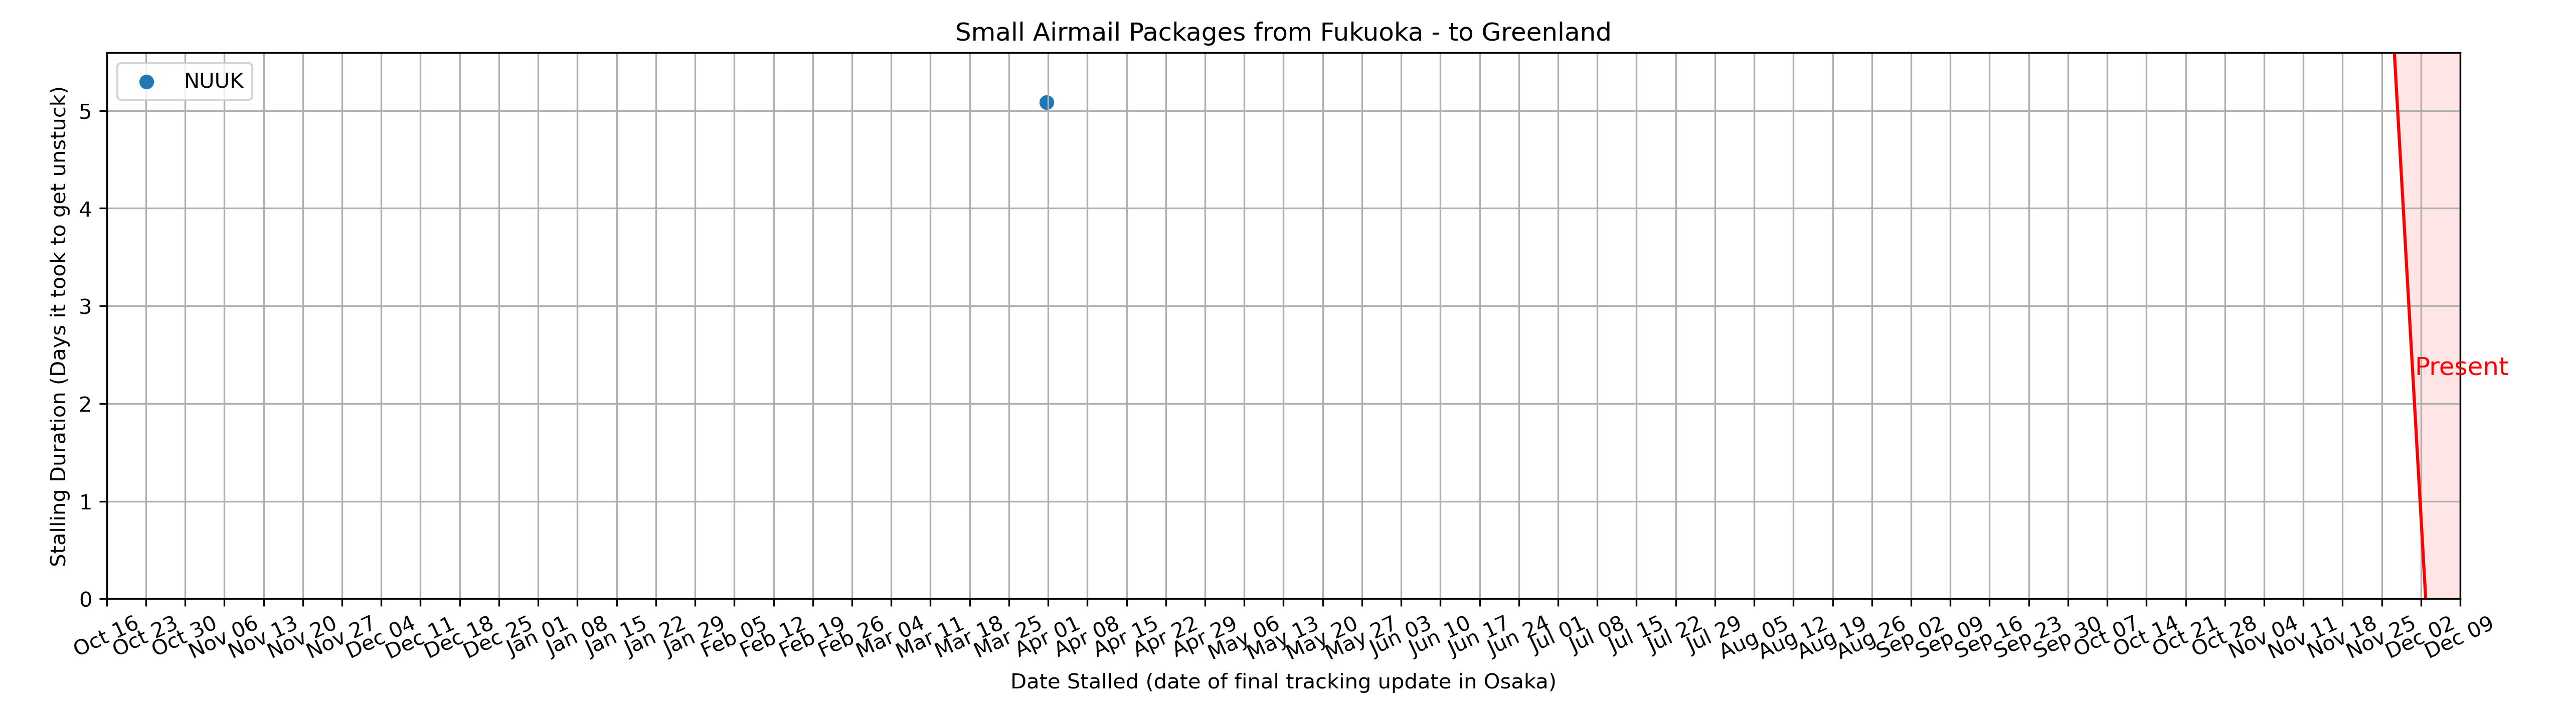 Small Airmail Packages from Fukuoka - to Greenland
NUUK
Stalling Duration (Days it took to get unstuck)
5
4
3
2
1
0
Present
Oct 16 Oct 23 Oct 30 Nov 06 Nov 13 Nov 20 Nov 27 Dec 04 Dec 11 Dec 18 Dec 25 Jan 01 Jan 08 Jan 15 Jan 22 Jan 29 Feb 05 Feb 12 Feb 19 Feb 26 Mar 04 Mar 11 Mar 18 Mar 25 Apr 01 Apr 08 Apr 15 Apr 22 Apr 29 May 06 May 13 May 20 May 27 Jun 03 Jun 10 Jun 17 Jun 24 Jul 01 Jul 08 Jul 15 Jul 22 Jul 29 Aug 05 Aug 12 Aug 19 Aug 26 Sep 02 Sep 09 Sep 16 Sep 23 Sep 30 Oct 07 Oct 14 Oct 21 Oct 28 Nov 04 Nov 11 Nov 18 Nov 25 Dec 02 Dec 09
Date Stalled (date of final tracking update in Osaka)